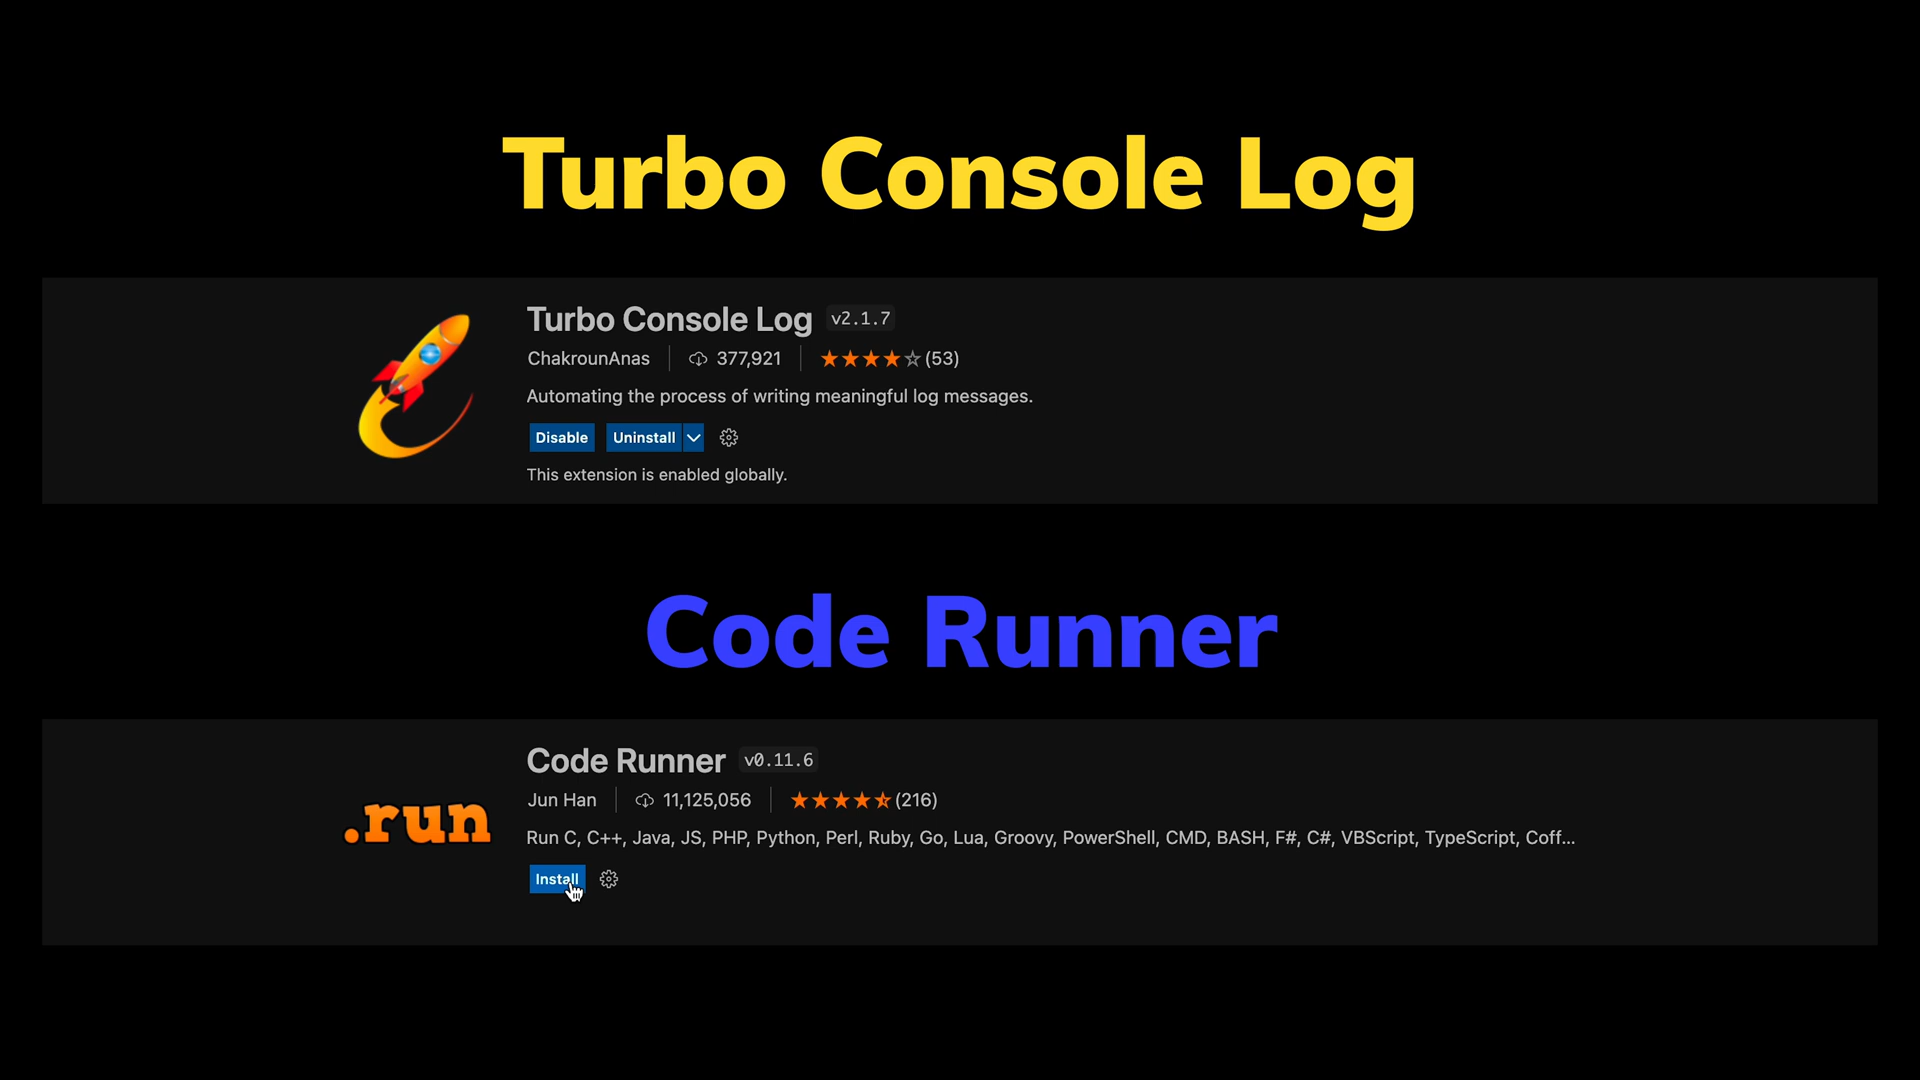 Turbo Console Log
Turbo Console Log v2.1.7
ChakrounAnas 377,921 (53)
Automating the process of writing meaningful log messages.
Disable Uninstall
This extension is enabled globally.
Code Runner
Code Runner v0.11.6
.run
Jun Han 11,125,056 (216)
Run C, C++, Java, JS, PHP, Python, Perl, Ruby, Go, Lua, Groovy, PowerShell, CMD, BASH, F#, C#, VBScript, TypeScript, Coff...
Install